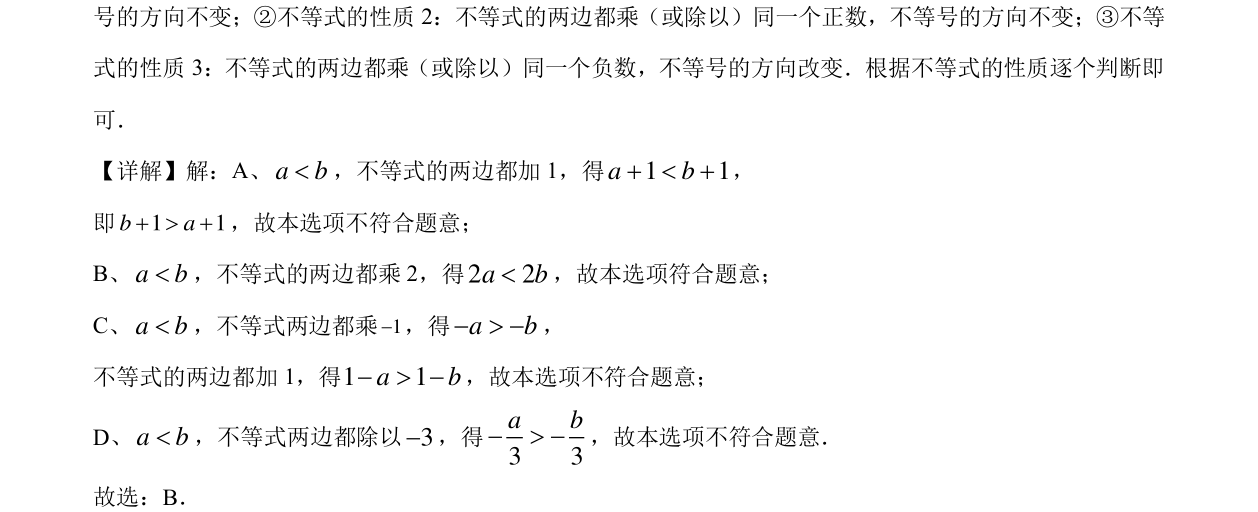 号的方向不变；②不等式的性质 2：不等式的两边都乘（或除以）同一个正数，不等号的方向不变；③不等
式的性质 3：不等式的两边都乘（或除以）同一个负数，不等号的方向改变．根据不等式的性质逐个判断即
可．
【详解】解：A、a < b，不等式的两边都加 1，得 a +1 < b +1，
即 b +1 > a +1，故本选项不符合题意；
B、a < b，不等式的两边都乘 2，得 2a < 2b，故本选项符合题意；
C、a < b，不等式两边都乘 −1，得 −a > −b，
不等式的两边都加 1，得 1− a > 1− b，故本选项不符合题意；
D、a < b，不等式两边都除以 −3，得 −a/3 > −b/3，故本选项不符合题意．
故选：B．